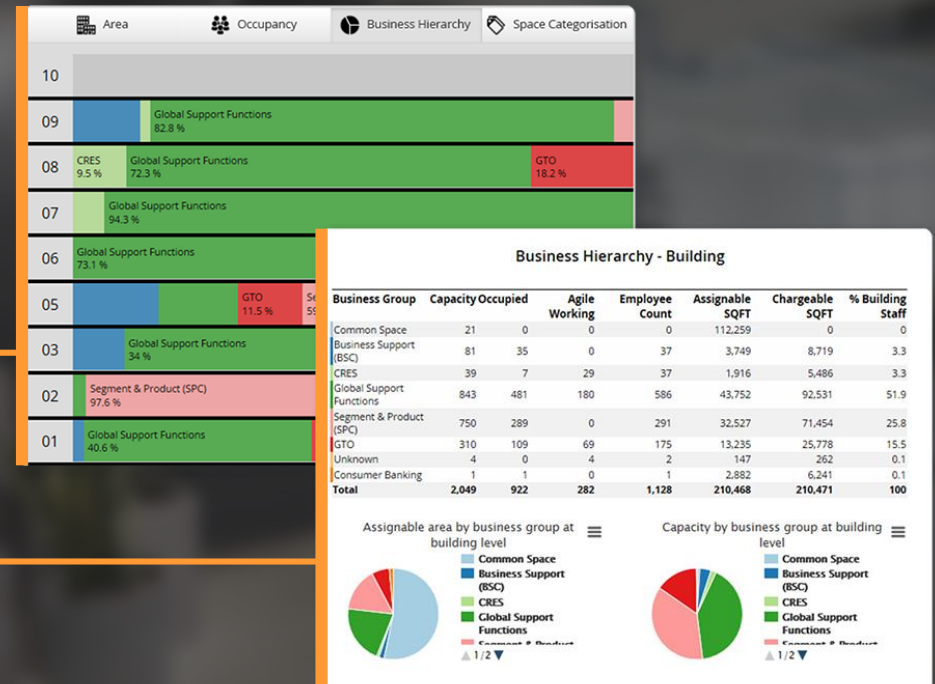 Area
Occupancy
Business Hierarchy
Space Categorisation
10
09
Global Support Functions
82.8 %
08
CRES
9.5 %
Global Support Functions
72.3 %
GTO
18.2 %
07
Global Support Functions
94.3 %
06
Global Support Functions
73.1 %
05
GTO
11.5 %
03
Global Support Functions
34 %
02
Segment & Product (SPC)
97.6 %
01
Global Support Functions
40.6 %
Business Hierarchy - Building
Business Group Capacity Occupied Agile Working Employee Count Assignable SQFT Chargeable SQFT % Building Staff
Common Space 21 0 0 0 112,259 0 0
Business Support (BSC) 81 35 0 37 3,749 8,719 3.3
CRES 39 7 29 37 1,916 5,486 3.3
Global Support Functions 843 481 180 586 43,752 92,531 51.9
Segment & Product (SPC) 750 289 0 291 32,527 71,454 25.8
GTO 310 109 69 175 13,235 25,778 15.5
Unknown 4 0 4 2 147 262 0.1
Consumer Banking 1 1 0 1 2,882 6,241 0.1
Total 2,049 922 282 1,128 210,468 210,471 100
Assignable area by business group at
building level
Common Space
Business Support
(BSC)
CRES
Global Support
Functions
Segment & Product
1/2
Capacity by business group at building
level
Common Space
Business Support
(BSC)
CRES
Global Support
Functions
Segment & Product
1/2